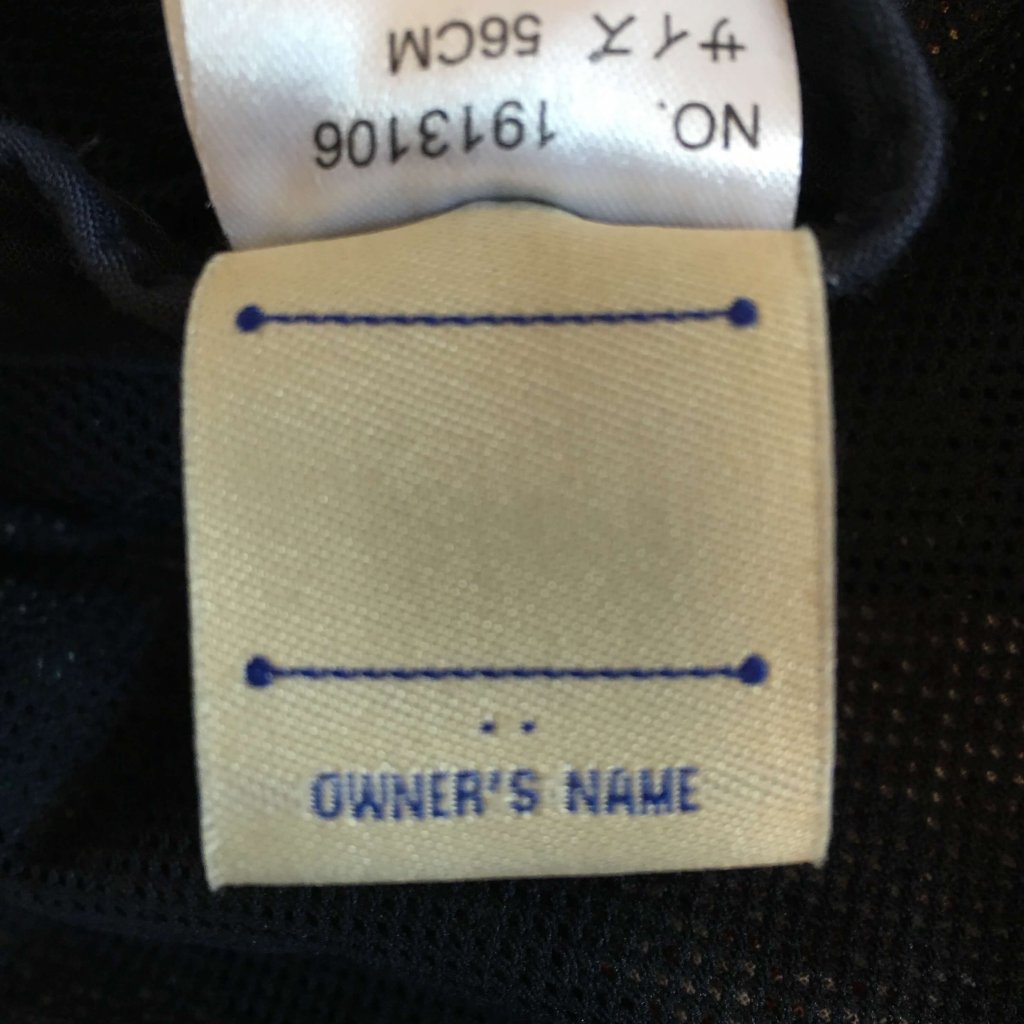 NO. 1913106
サイズ 56CM
OWNER'S NAME